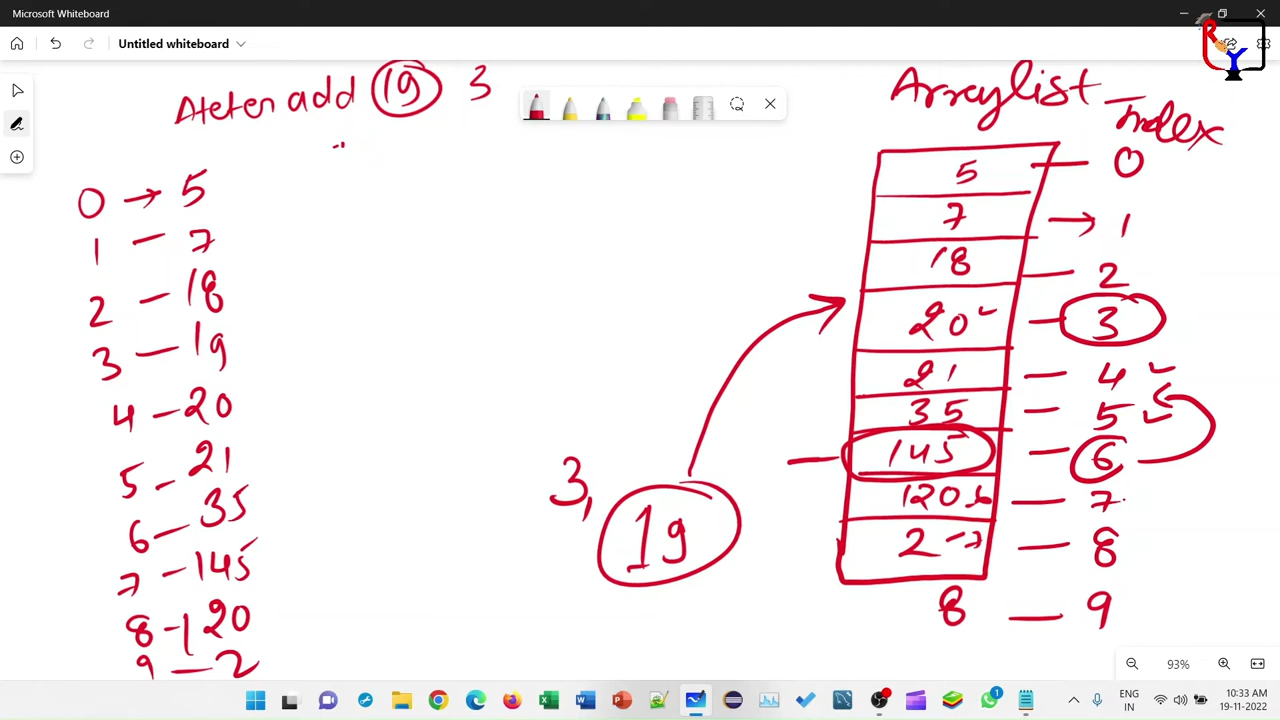 Microsoft Whiteboard
Untitled whiteboard
R
Y
Ateter add 19 3
Arraylist
Index
0 → 5
1 — 7
2 — 18
3 — 19
4 — 20
5 — 21
6 — 35
7 — 145
8 — 120
9 — 2
5 — 0
7 → 1
18 — 2
20 — 3
21 — 4
35 — 5
145 — 6
120 — 7
2 — 8
8 — 9
3, 19
93%
ENG
IN
10:33 AM
19-11-2022
1